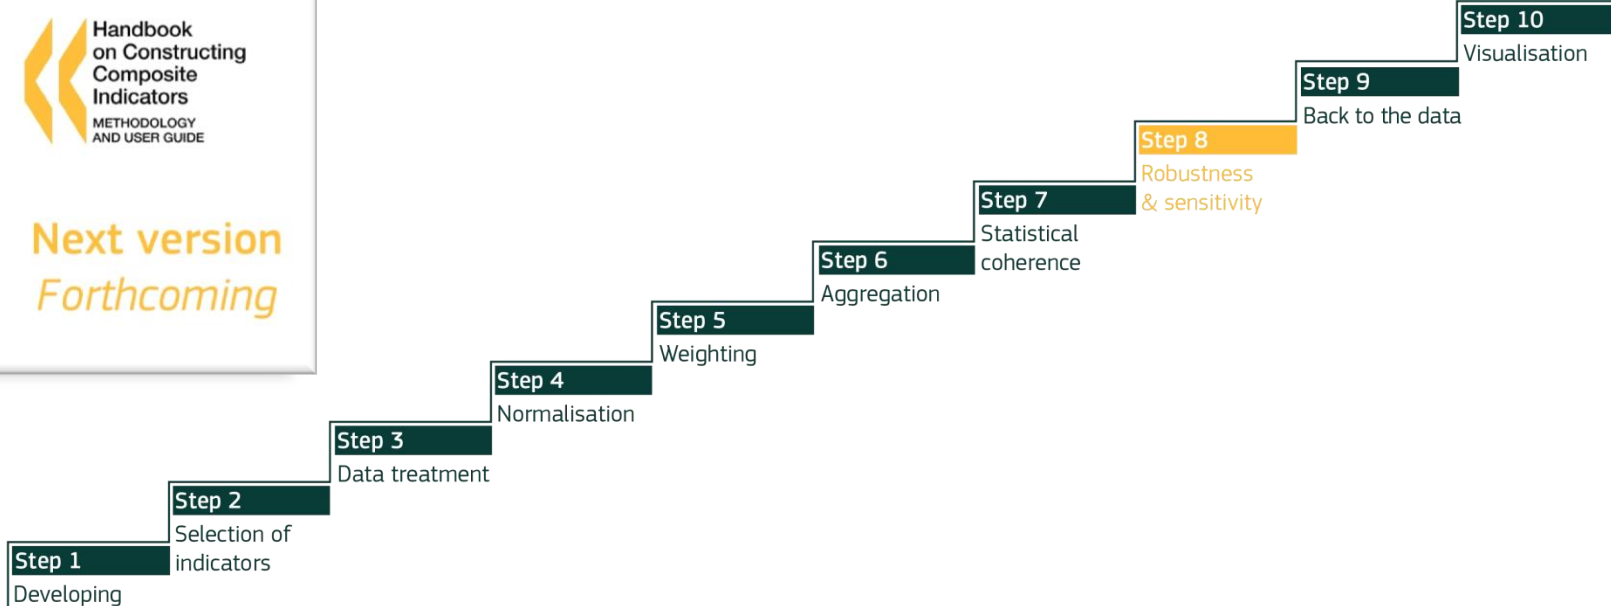 Handbook
on Constructing
Composite
Indicators
METHODOLOGY
AND USER GUIDE
Next version
Forthcoming
Step 1
Developing
Step 2
Selection of
indicators
Step 3
Data treatment
Step 4
Normalisation
Step 5
Weighting
Step 6
Aggregation
Step 7
Statistical
coherence
Step 8
Robustness
& sensitivity
Step 9
Back to the data
Step 10
Visualisation